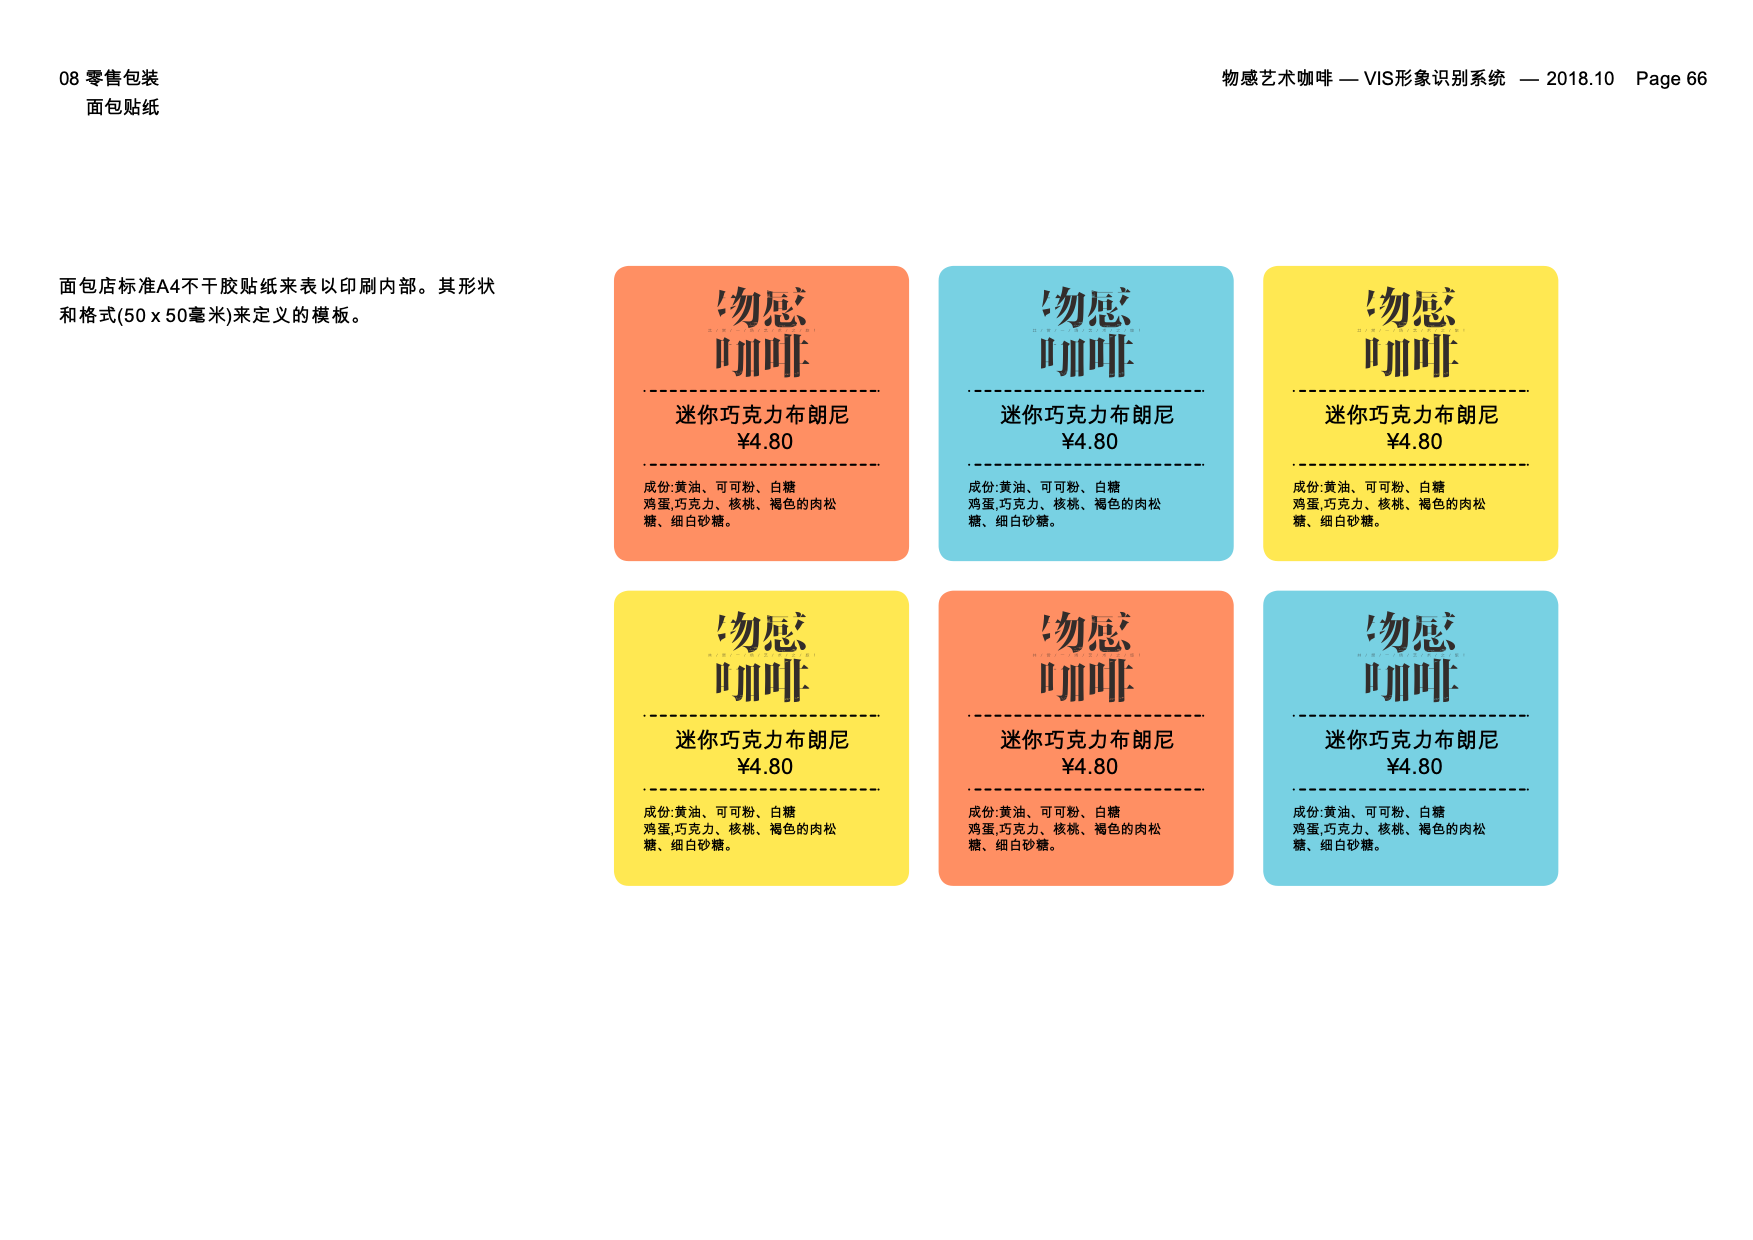 08 零售包装
面包贴纸
物感艺术咖啡 — VIS形象识别系统 — 2018.10 Page 66
面包店标准A4不干胶贴纸来表以印刷内部。其形状
和格式(50 x 50毫米)来定义的模板。
物感
咖啡
迷你巧克力布朗尼
¥4.80
成份:黄油、可可粉、白糖
鸡蛋,巧克力、核桃、褐色的肉松
糖、细白砂糖。
物感
咖啡
迷你巧克力布朗尼
¥4.80
成份:黄油、可可粉、白糖
鸡蛋,巧克力、核桃、褐色的肉松
糖、细白砂糖。
物感
咖啡
迷你巧克力布朗尼
¥4.80
成份:黄油、可可粉、白糖
鸡蛋,巧克力、核桃、褐色的肉松
糖、细白砂糖。
物感
咖啡
迷你巧克力布朗尼
¥4.80
成份:黄油、可可粉、白糖
鸡蛋,巧克力、核桃、褐色的肉松
糖、细白砂糖。
物感
咖啡
迷你巧克力布朗尼
¥4.80
成份:黄油、可可粉、白糖
鸡蛋,巧克力、核桃、褐色的肉松
糖、细白砂糖。
物感
咖啡
迷你巧克力布朗尼
¥4.80
成份:黄油、可可粉、白糖
鸡蛋,巧克力、核桃、褐色的肉松
糖、细白砂糖。